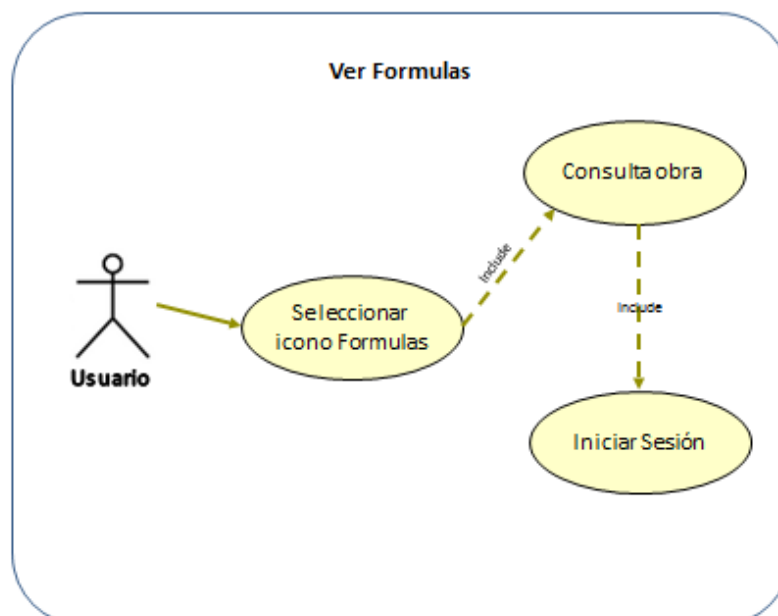 Ver Formulas
Consulta obra
Include
Seleccionar
icono Formulas
Include
Usuario
Iniciar Sesión